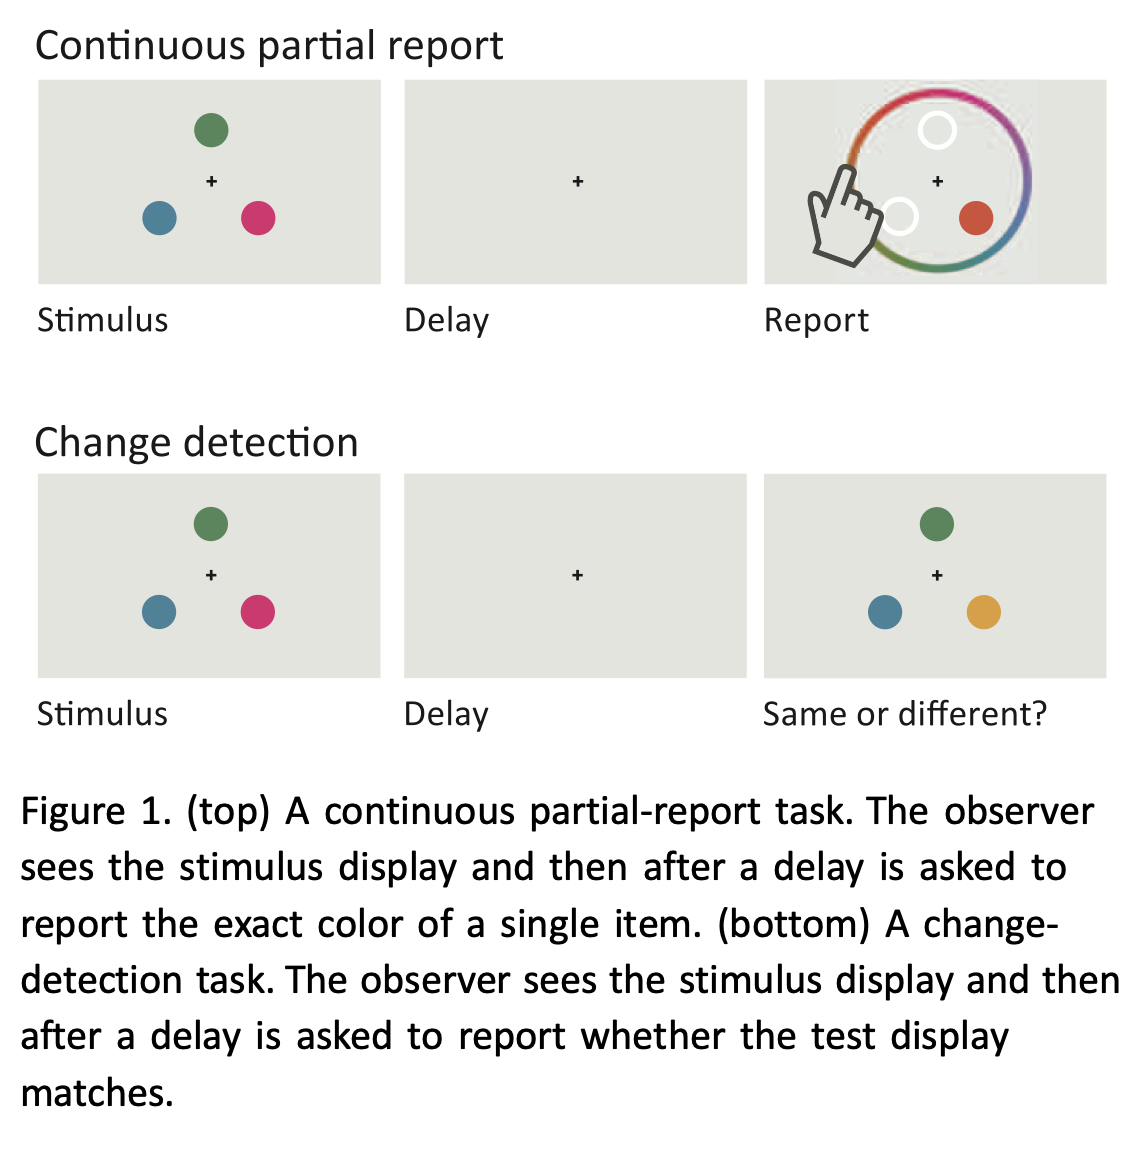 Continuous partial report
Stimulus
Delay
Report
Change detection
Stimulus
Delay
Same or different?
Figure 1. (top) A continuous partial-report task. The observer
sees the stimulus display and then after a delay is asked to
report the exact color of a single item. (bottom) A change-
detection task. The observer sees the stimulus display and then
after a delay is asked to report whether the test display
matches.